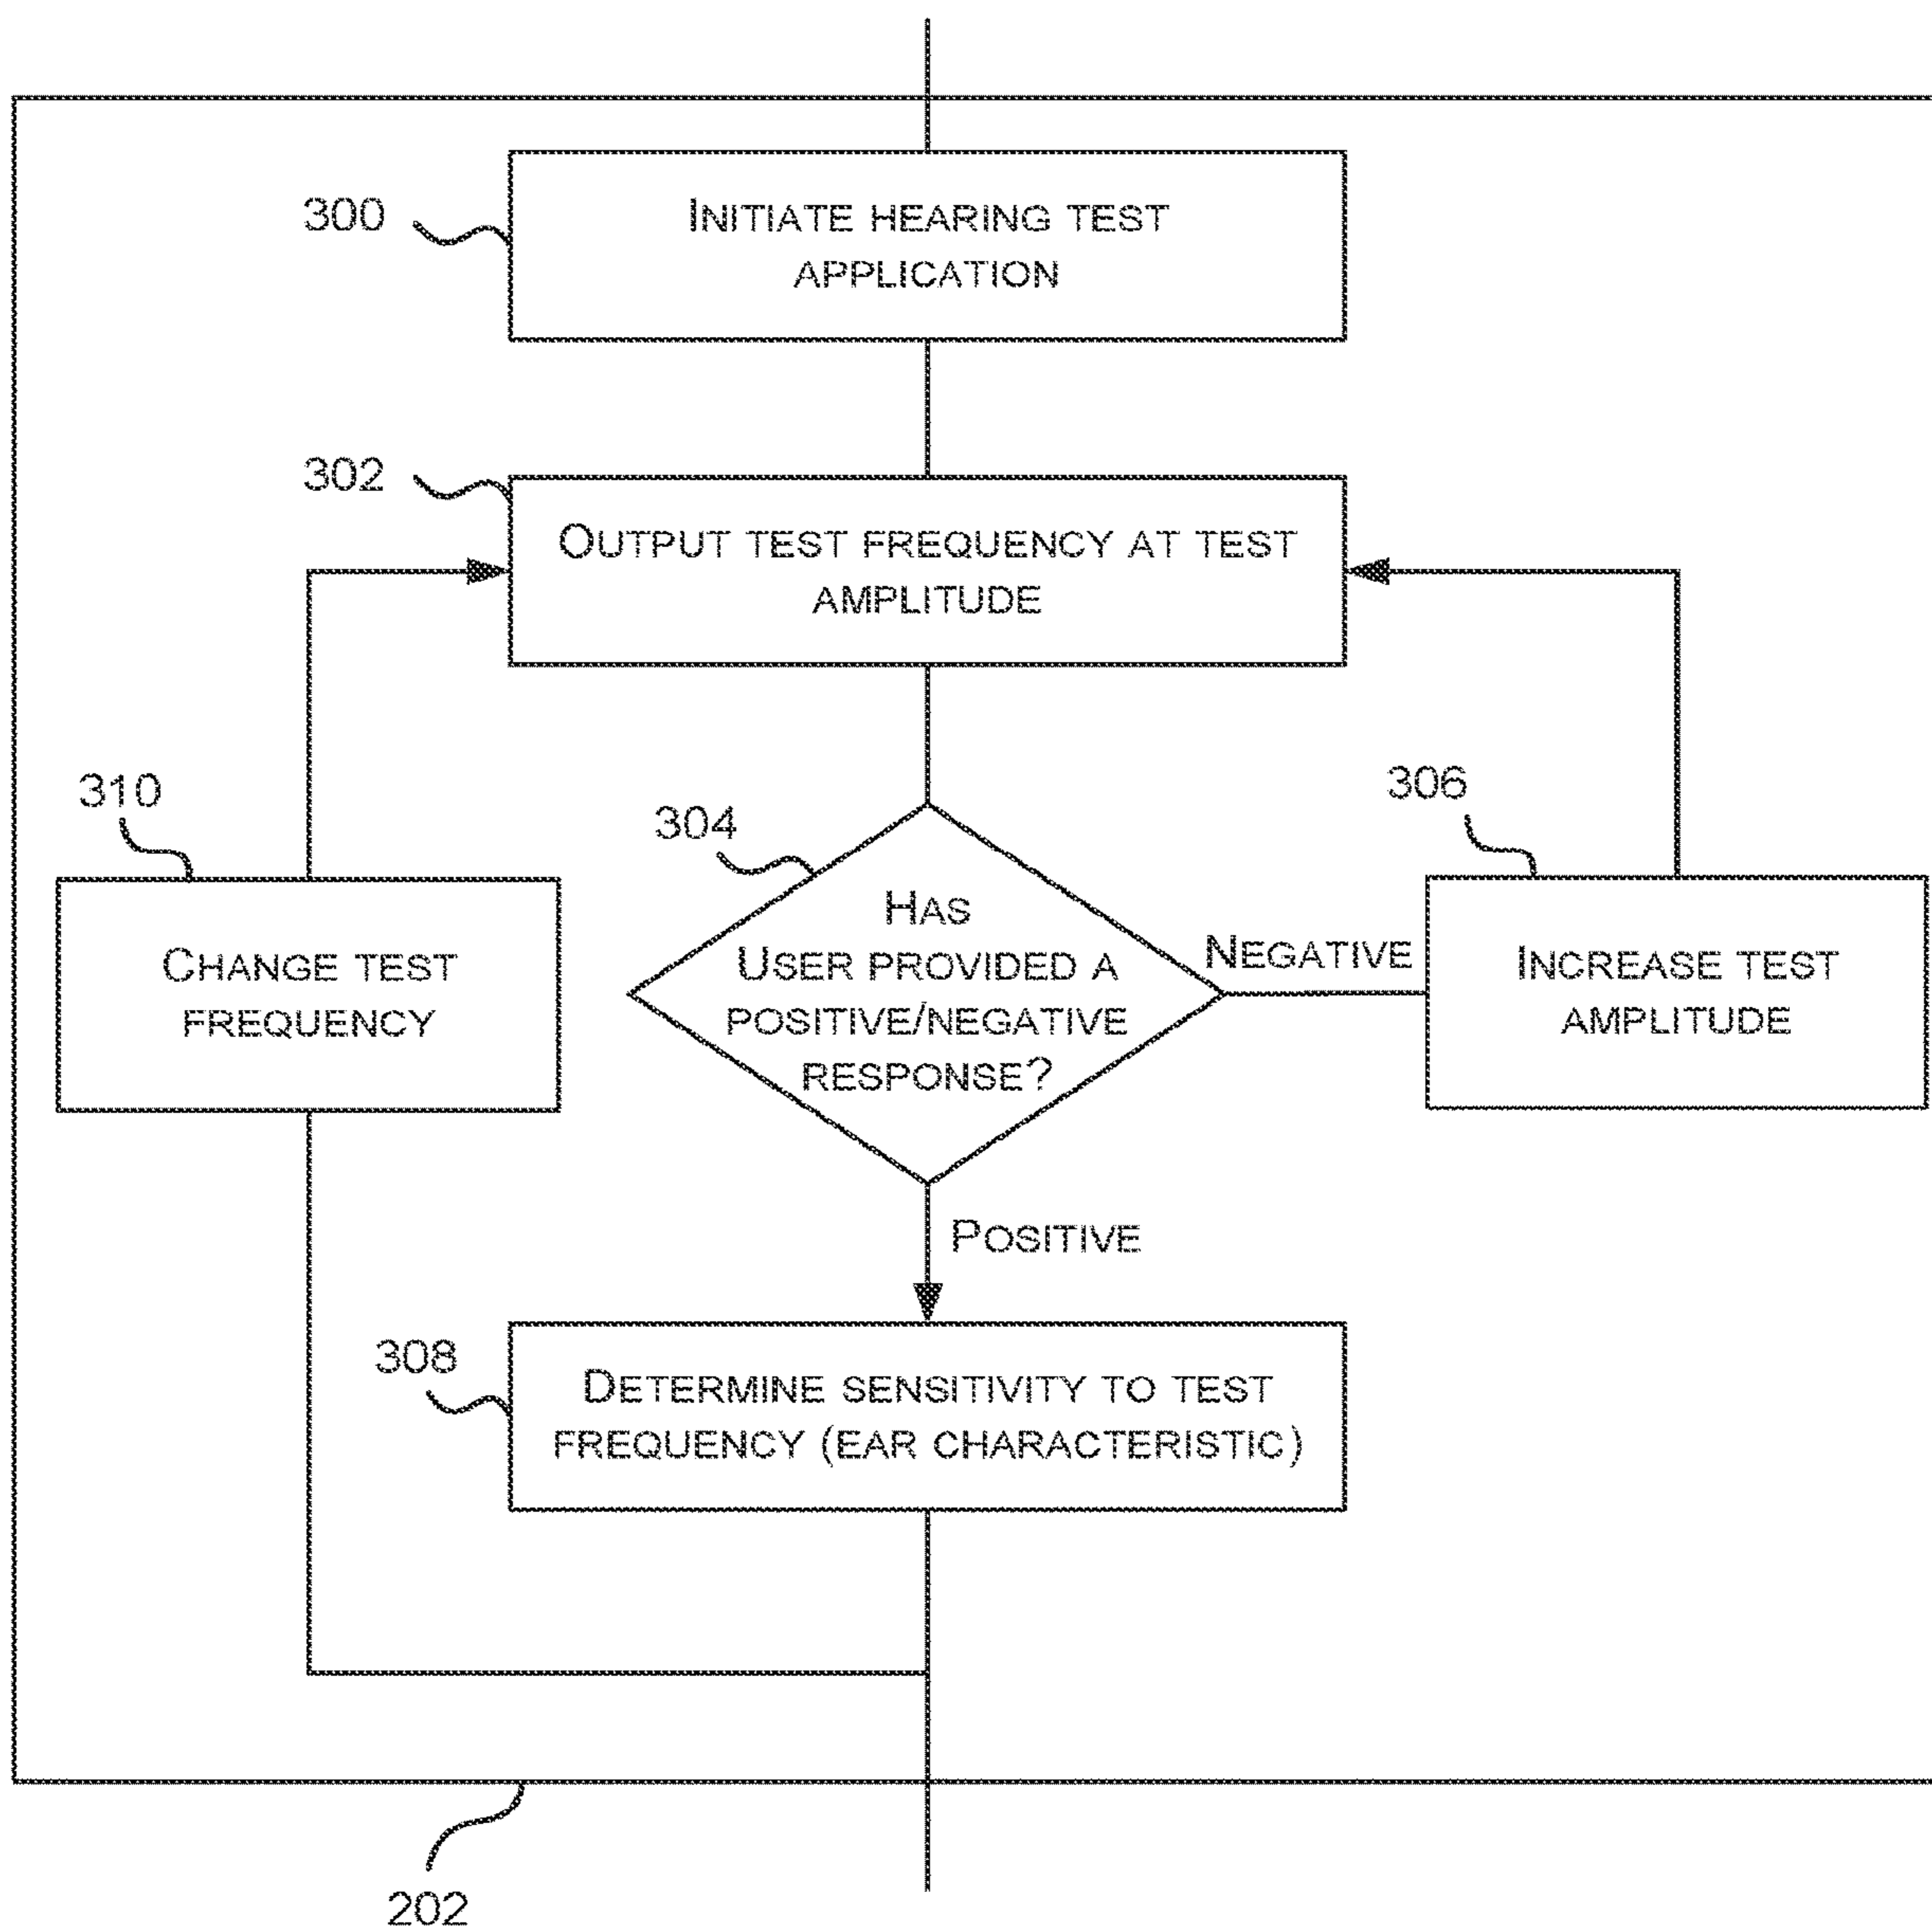 300
INITIATE HEARING TEST
APPLICATION
302
OUTPUT TEST FREQUENCY AT TEST
AMPLITUDE
310
304
306
CHANGE TEST
FREQUENCY
HAS
USER PROVIDED A
POSITIVE/NEGATIVE
RESPONSE?
NEGATIVE
INCREASE TEST
AMPLITUDE
POSITIVE
308
DETERMINE SENSITIVITY TO TEST
FREQUENCY (EAR CHARACTERISTIC)
202